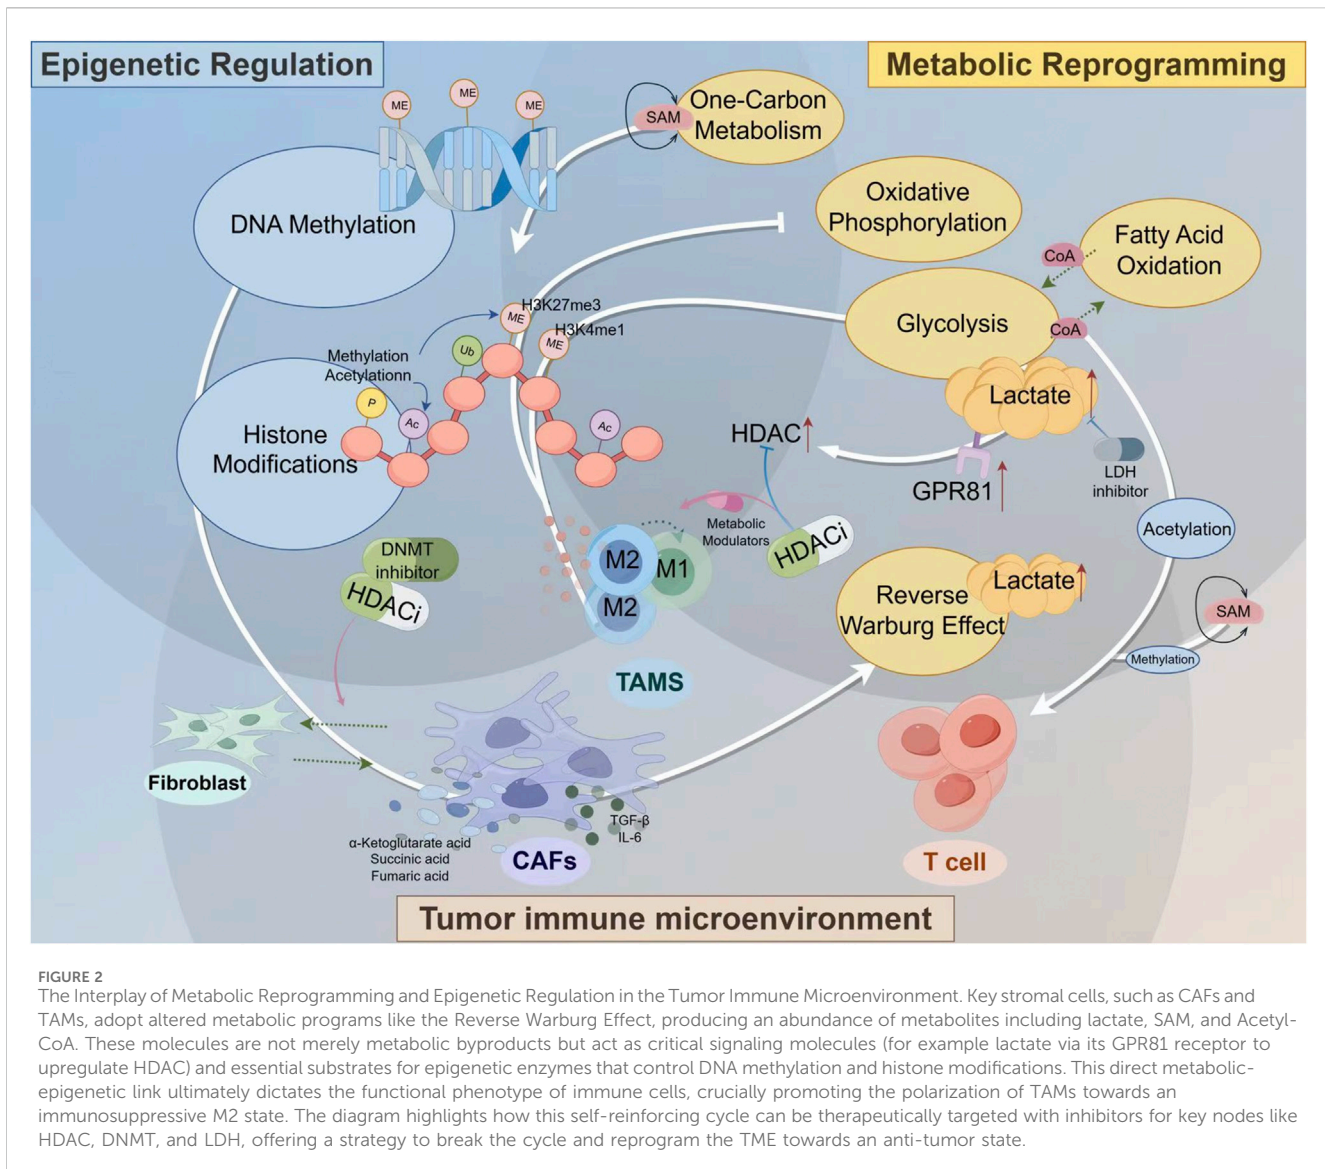 Epigenetic Regulation
Metabolic Reprogramming
ME
ME
ME
SAM
One-Carbon
Metabolism
DNA Methylation
Oxidative
Phosphorylation
CoA
Fatty Acid
Oxidation
H3K27me3
ME
H3K4me1
ME
Glycolysis
CoA
Methylation
Acetylationn
Ub
P
Ac
Ac
Histone
Modifications
Lactate
HDAC
GPR81
LDH
inhibitor
Metabolic
Modulators
HDACi
Acetylation
DNMT
inhibitor
HDACi
M2
M1
M2
TAMS
Reverse
Warburg Effect
Lactate
SAM
Methylation
Fibroblast
TGF-β
IL-6
α-Ketoglutarate acid
Succinic acid
Fumaric acid
CAFs
T cell
Tumor immune microenvironment
FIGURE 2
The Interplay of Metabolic Reprogramming and Epigenetic Regulation in the Tumor Immune Microenvironment. Key stromal cells, such as CAFs and
TAMs, adopt altered metabolic programs like the Reverse Warburg Effect, producing an abundance of metabolites including lactate, SAM, and Acetyl-
CoA. These molecules are not merely metabolic byproducts but act as critical signaling molecules (for example lactate via its GPR81 receptor to
upregulate HDAC) and essential substrates for epigenetic enzymes that control DNA methylation and histone modifications. This direct metabolic-
epigenetic link ultimately dictates the functional phenotype of immune cells, crucially promoting the polarization of TAMs towards an
immunosuppressive M2 state. The diagram highlights how this self-reinforcing cycle can be therapeutically targeted with inhibitors for key nodes like
HDAC, DNMT, and LDH, offering a strategy to break the cycle and reprogram the TME towards an anti-tumor state.